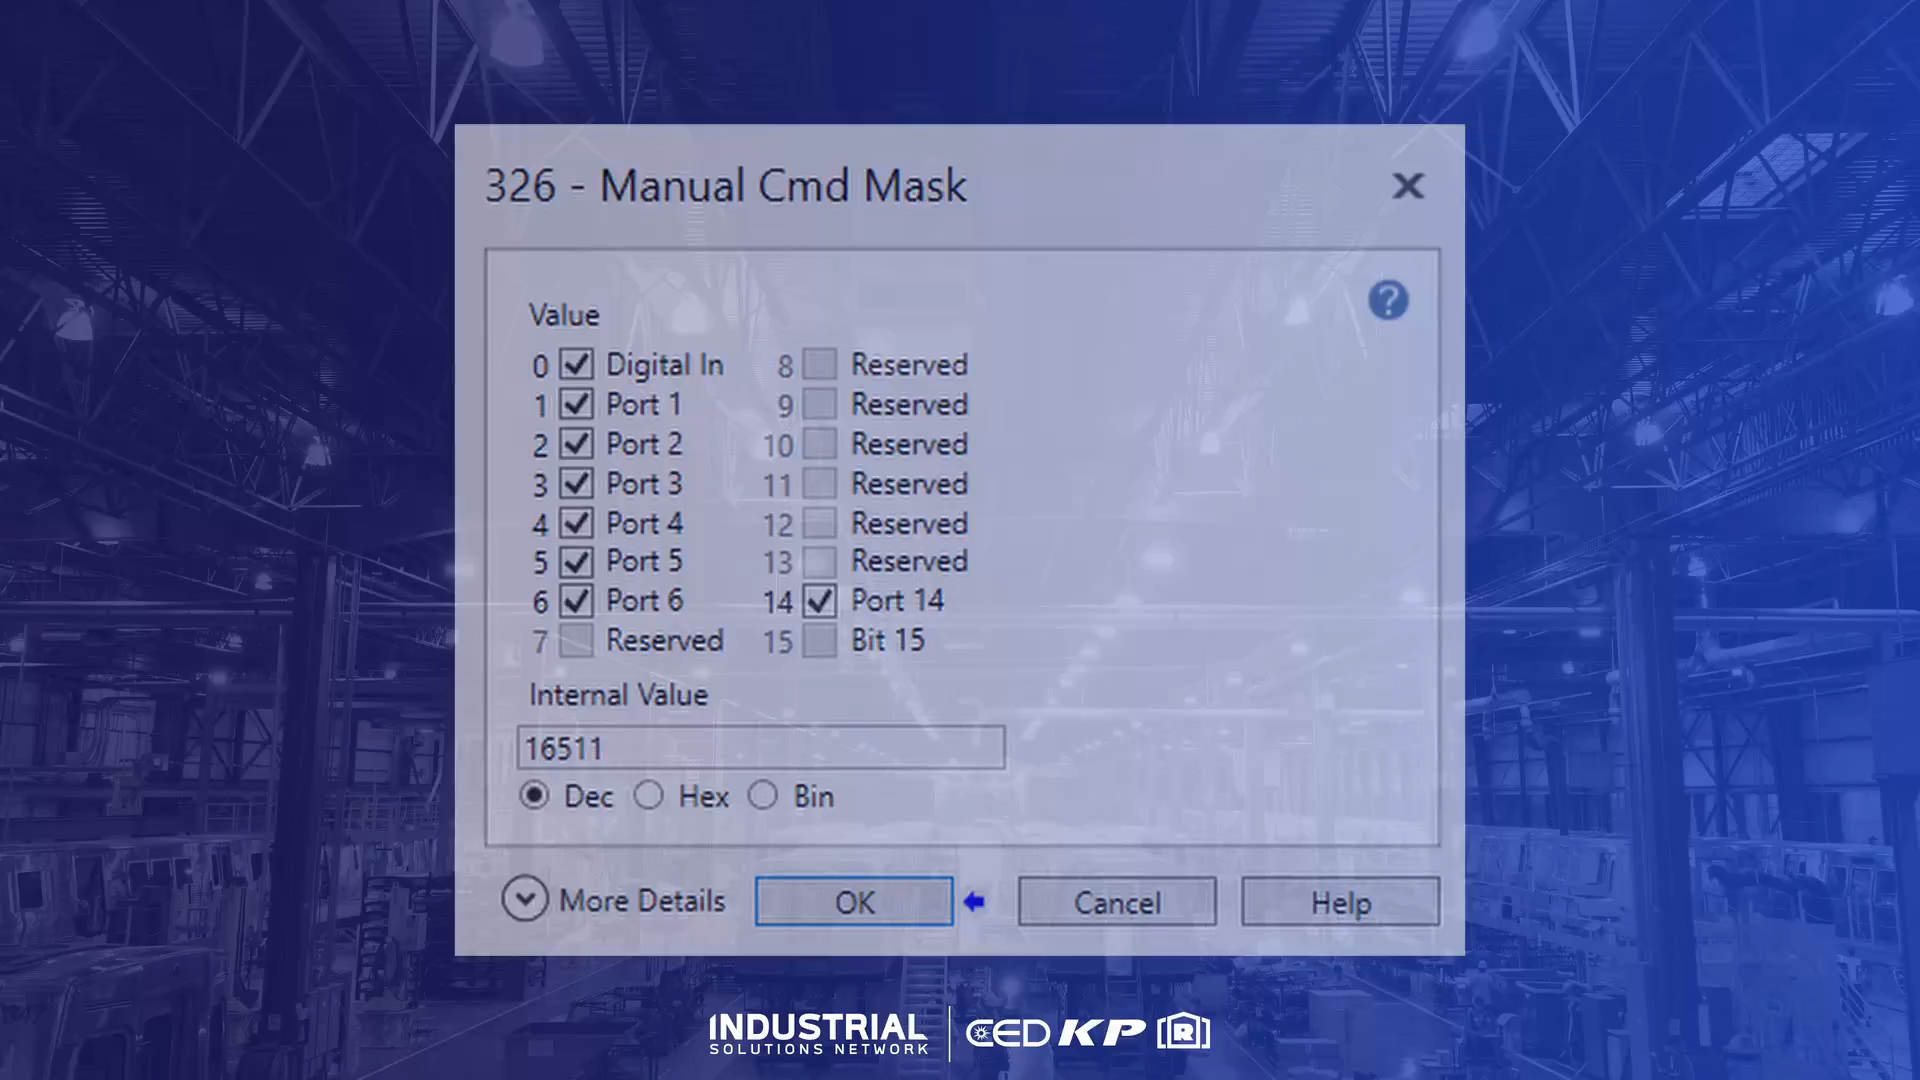 326 - Manual Cmd Mask
Value
0 Digital In 8 Reserved
1 Port 1 9 Reserved
2 Port 2 10 Reserved
3 Port 3 11 Reserved
4 Port 4 12 Reserved
5 Port 5 13 Reserved
6 Port 6 14 Port 14
7 Reserved 15 Bit 15
Internal Value
16511
Dec Hex Bin
More Details OK Cancel Help
INDUSTRIAL
SOLUTIONS NETWORK
CED KP R